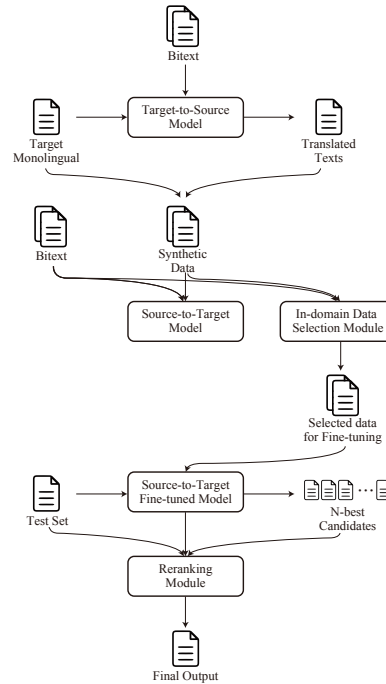 Bitext
Target-to-Source
Model
Target
Monolingual
Translated
Texts
Bitext
Synthetic
Data
Source-to-Target
Model
In-domain Data
Selection Module
Selected data
for Fine-tuning
Source-to-Target
Fine-tuned Model
Test Set
N-best
Candidates
Reranking
Module
Final Output